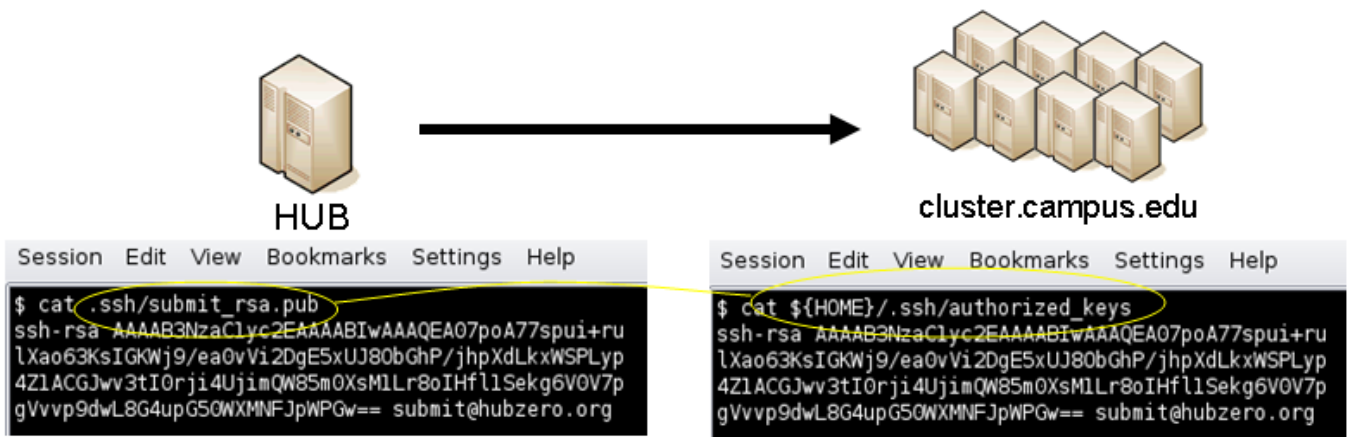 HUB
cluster.campus.edu
Session Edit View Bookmarks Settings Help
$ cat .ssh/submit_rsa.pub
ssh-rsa AAAAB3NzaC1yc2EAAAABIwAAAQEA07poA77spui+ru
lXao63KsIGKWj9/ea0vVi2DgE5xUJ80bGhP/jhpXdLkxWSPLyp
4Z1ACGJwv3tI0rji4UjimQW85m0XsM1Lr8oIHfl1Sekg6V0V7p
gVvvp9dwL8G4upG50WXMNFJpWPGw== submit@hubzero.org
Session Edit View Bookmarks Settings Help
$ cat ${HOME}/.ssh/authorized_keys
ssh-rsa AAAAB3NzaC1yc2EAAAABIwAAAQEA07poA77spui+ru
lXao63KsIGKWj9/ea0vVi2DgE5xUJ80bGhP/jhpXdLkxWSPLyp
4Z1ACGJwv3tI0rji4UjimQW85m0XsM1Lr8oIHfl1Sekg6V0V7p
gVvvp9dwL8G4upG50WXMNFJpWPGw== submit@hubzero.org